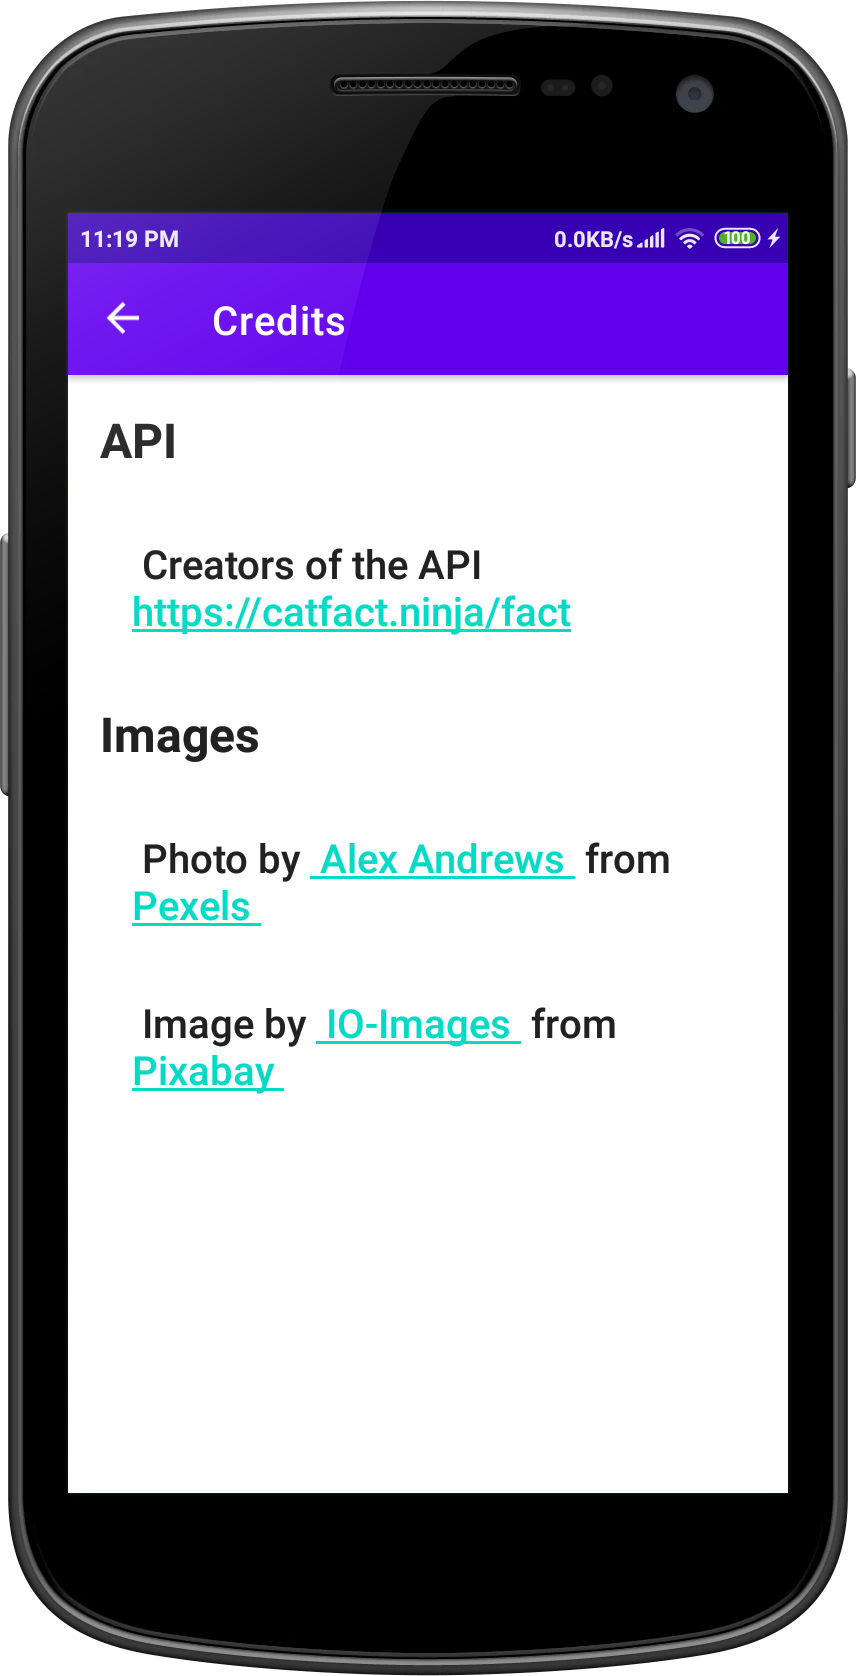 11:19 PM 0.0KB/s 100
Credits
API
Creators of the API
https://catfact.ninja/fact
Images
Photo by Alex Andrews from
Pexels
Image by IO-Images from
Pixabay